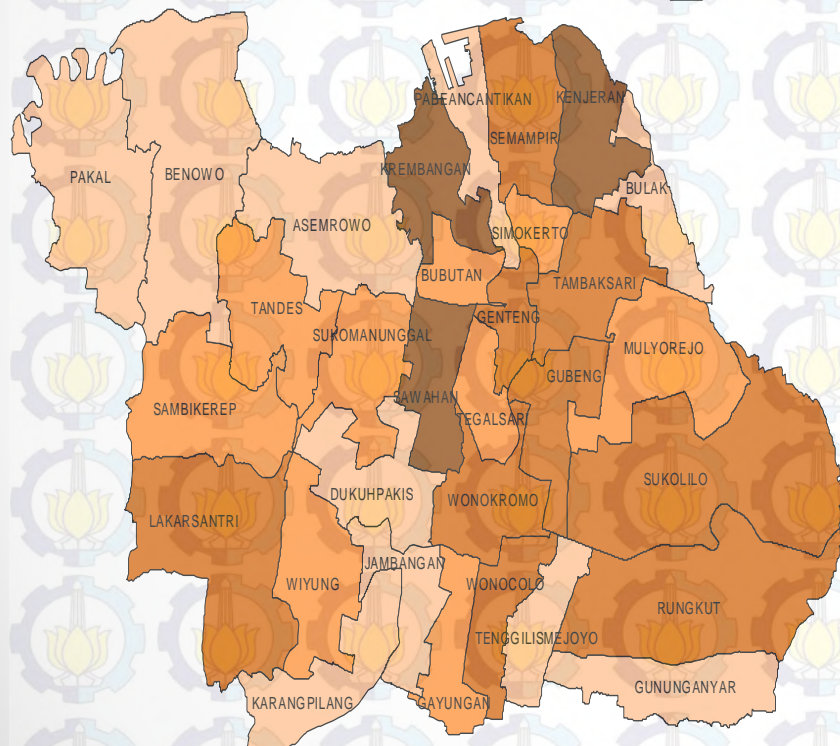 PABEANCANTIKAN
KENJERAN
SEMAMPIR
KREMBANGAN
PAKAL
BENOWO
BULAK
ASEMROWO
SIMOKERTO
BUBUTAN
TAMBAKSARI
TANDES
GENTENG
SUKOMANUNGGAL
MULYOREJO
GUBENG
SAWAHAN
SAMBIKEREP
TEGALSARI
SUKOLILO
DUKUHPAKIS
WONOKROMO
LAKARSANTRI
JAMBANGAN
WIYUNG
WONOCOLO
RUNGKUT
TENGGILISMEJOYO
GUNUNGANYAR
KARANGPILANG
GAYUNGAN